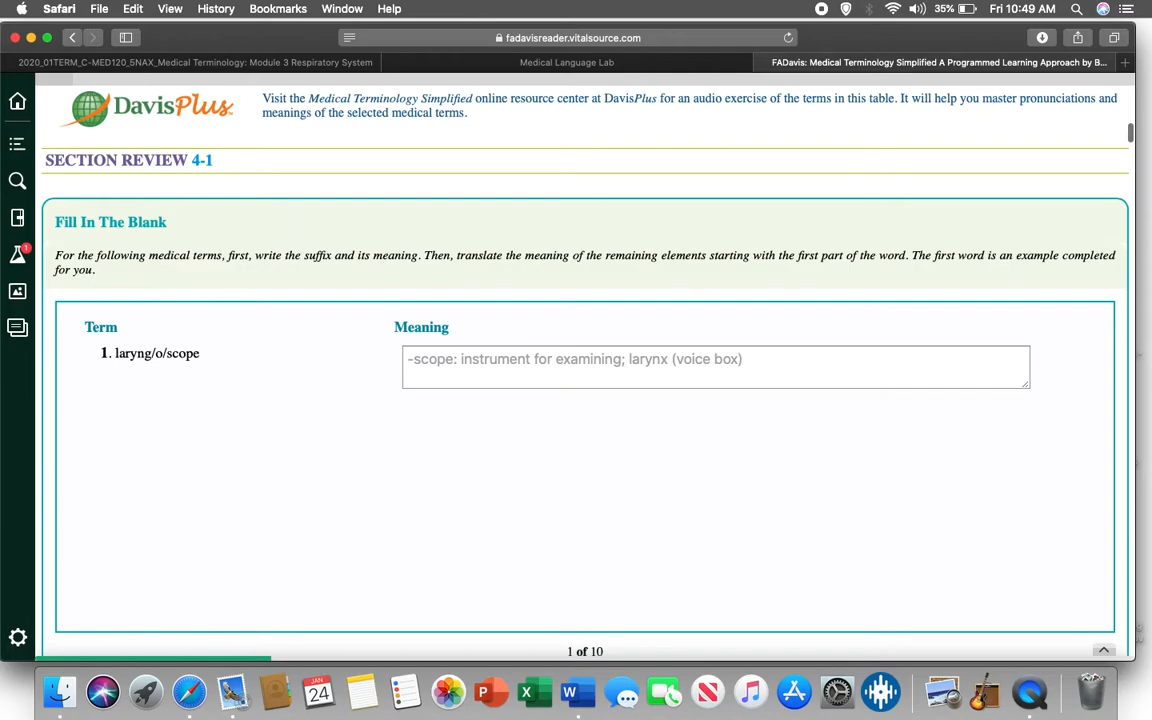 Safari File Edit View History Bookmarks Window Help 35% Fri 10:49 AM
fadavisreader.vitalsource.com
2020_01TERM_C-MED120_5NAX_Medical Terminology: Module 3 Respiratory System Medical Language Lab FADavis: Medical Terminology Simplified A Programmed Learning Approach by B...
DavisPlus Visit the Medical Terminology Simplified online resource center at DavisPlus for an audio exercise of the terms in this table. It will help you master pronunciations and
meanings of the selected medical terms.
SECTION REVIEW 4-1
Fill In The Blank
For the following medical terms, first, write the suffix and its meaning. Then, translate the meaning of the remaining elements starting with the first part of the word. The first word is an example completed
for you.
Term Meaning
1. laryng/o/scope -scope: instrument for examining; larynx (voice box)
1 of 10
1
JAN
24
P X W